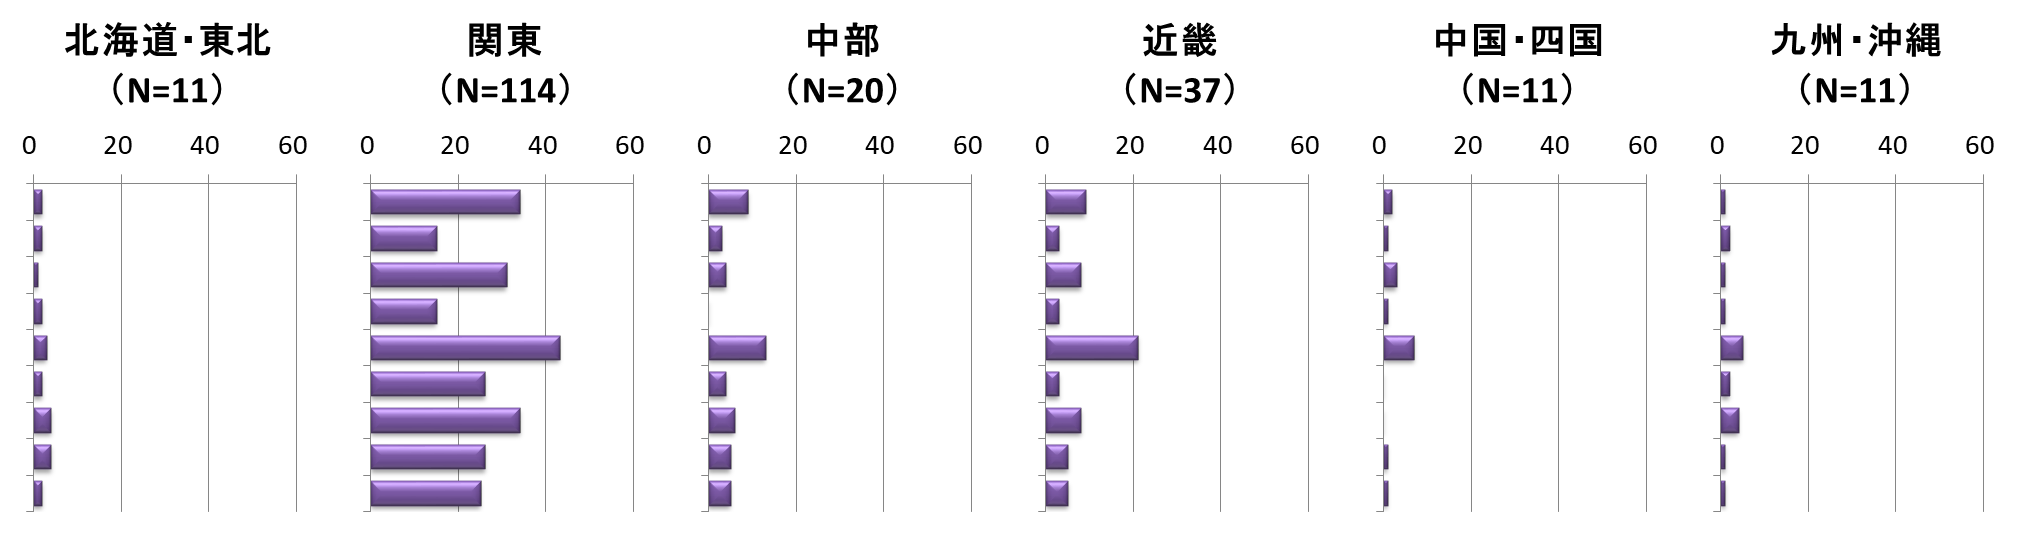 北海道・東北 関東 中部 近畿 中国・四国 九州・沖縄
（N=11） （N=114） （N=20） （N=37） （N=11） （N=11）
0 20 40 60 0 20 40 60 0 20 40 60 0 20 40 60 0 20 40 60 0 20 40 60